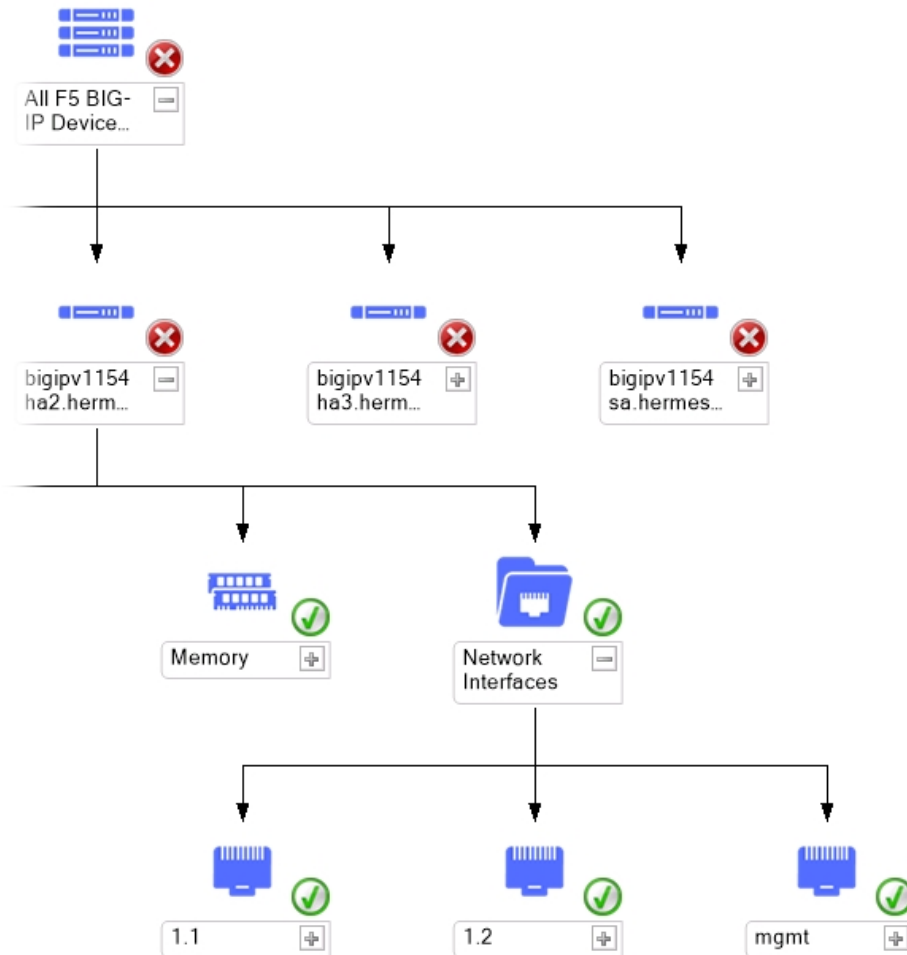 All F5 BIG-
IP Device...
bigipv1154
ha2.herm...
bigipv1154
ha3.herm...
bigipv1154
sa.hermes...
Memory
Network
Interfaces
1.1
1.2
mgmt